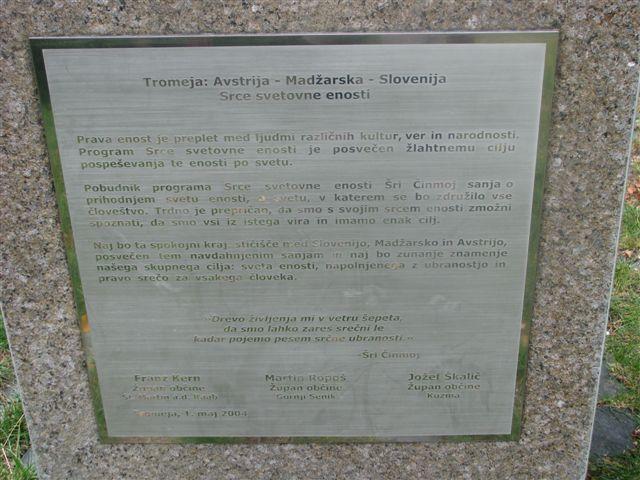 Tromeja: Avstrija - Madžarska - Slovenija
Srce svetovne enosti
Prava enost je preplet med ljudmi različnih kultur, ver in narodnosti.
Program Srce svetovne enosti je posvečen žlahtnemu cilju
pospeševanja te enosti po svetu.
Pobudnik programa Srce svetovne enosti Šri Činmoj sanja o
prihodnjem svetu enosti, o svetu, v katerem se bo združilo vse
človeštvo. Trdno je prepričan, da smo s svojim srcem enosti zmožni
spoznati, da smo vsi iz istega vira in imamo enak cilj.
Naj bo ta spokojni kraj, stičišče med Slovenijo, Madžarsko in Avstrijo,
posvečen tem navdahnjenim sanjam in naj bo zunanje znamenje
našega skupnega cilja: sveta enosti, napolnjenega z ubranostjo in
pravo srečo za vsakega človeka.
»Drevo življenja mi v vetru šepeta,
da smo lahko zares srečni le
kadar pojemo pesem srčne ubranosti.«
-Šri Činmoj
Franz Kern Martin Ropoš Jožef Škalič
Župan občine Župan občine Župan občine
St. Martin a.d. Raab Gornji Senik Kuzma
Tromeja, 1. maj 2004